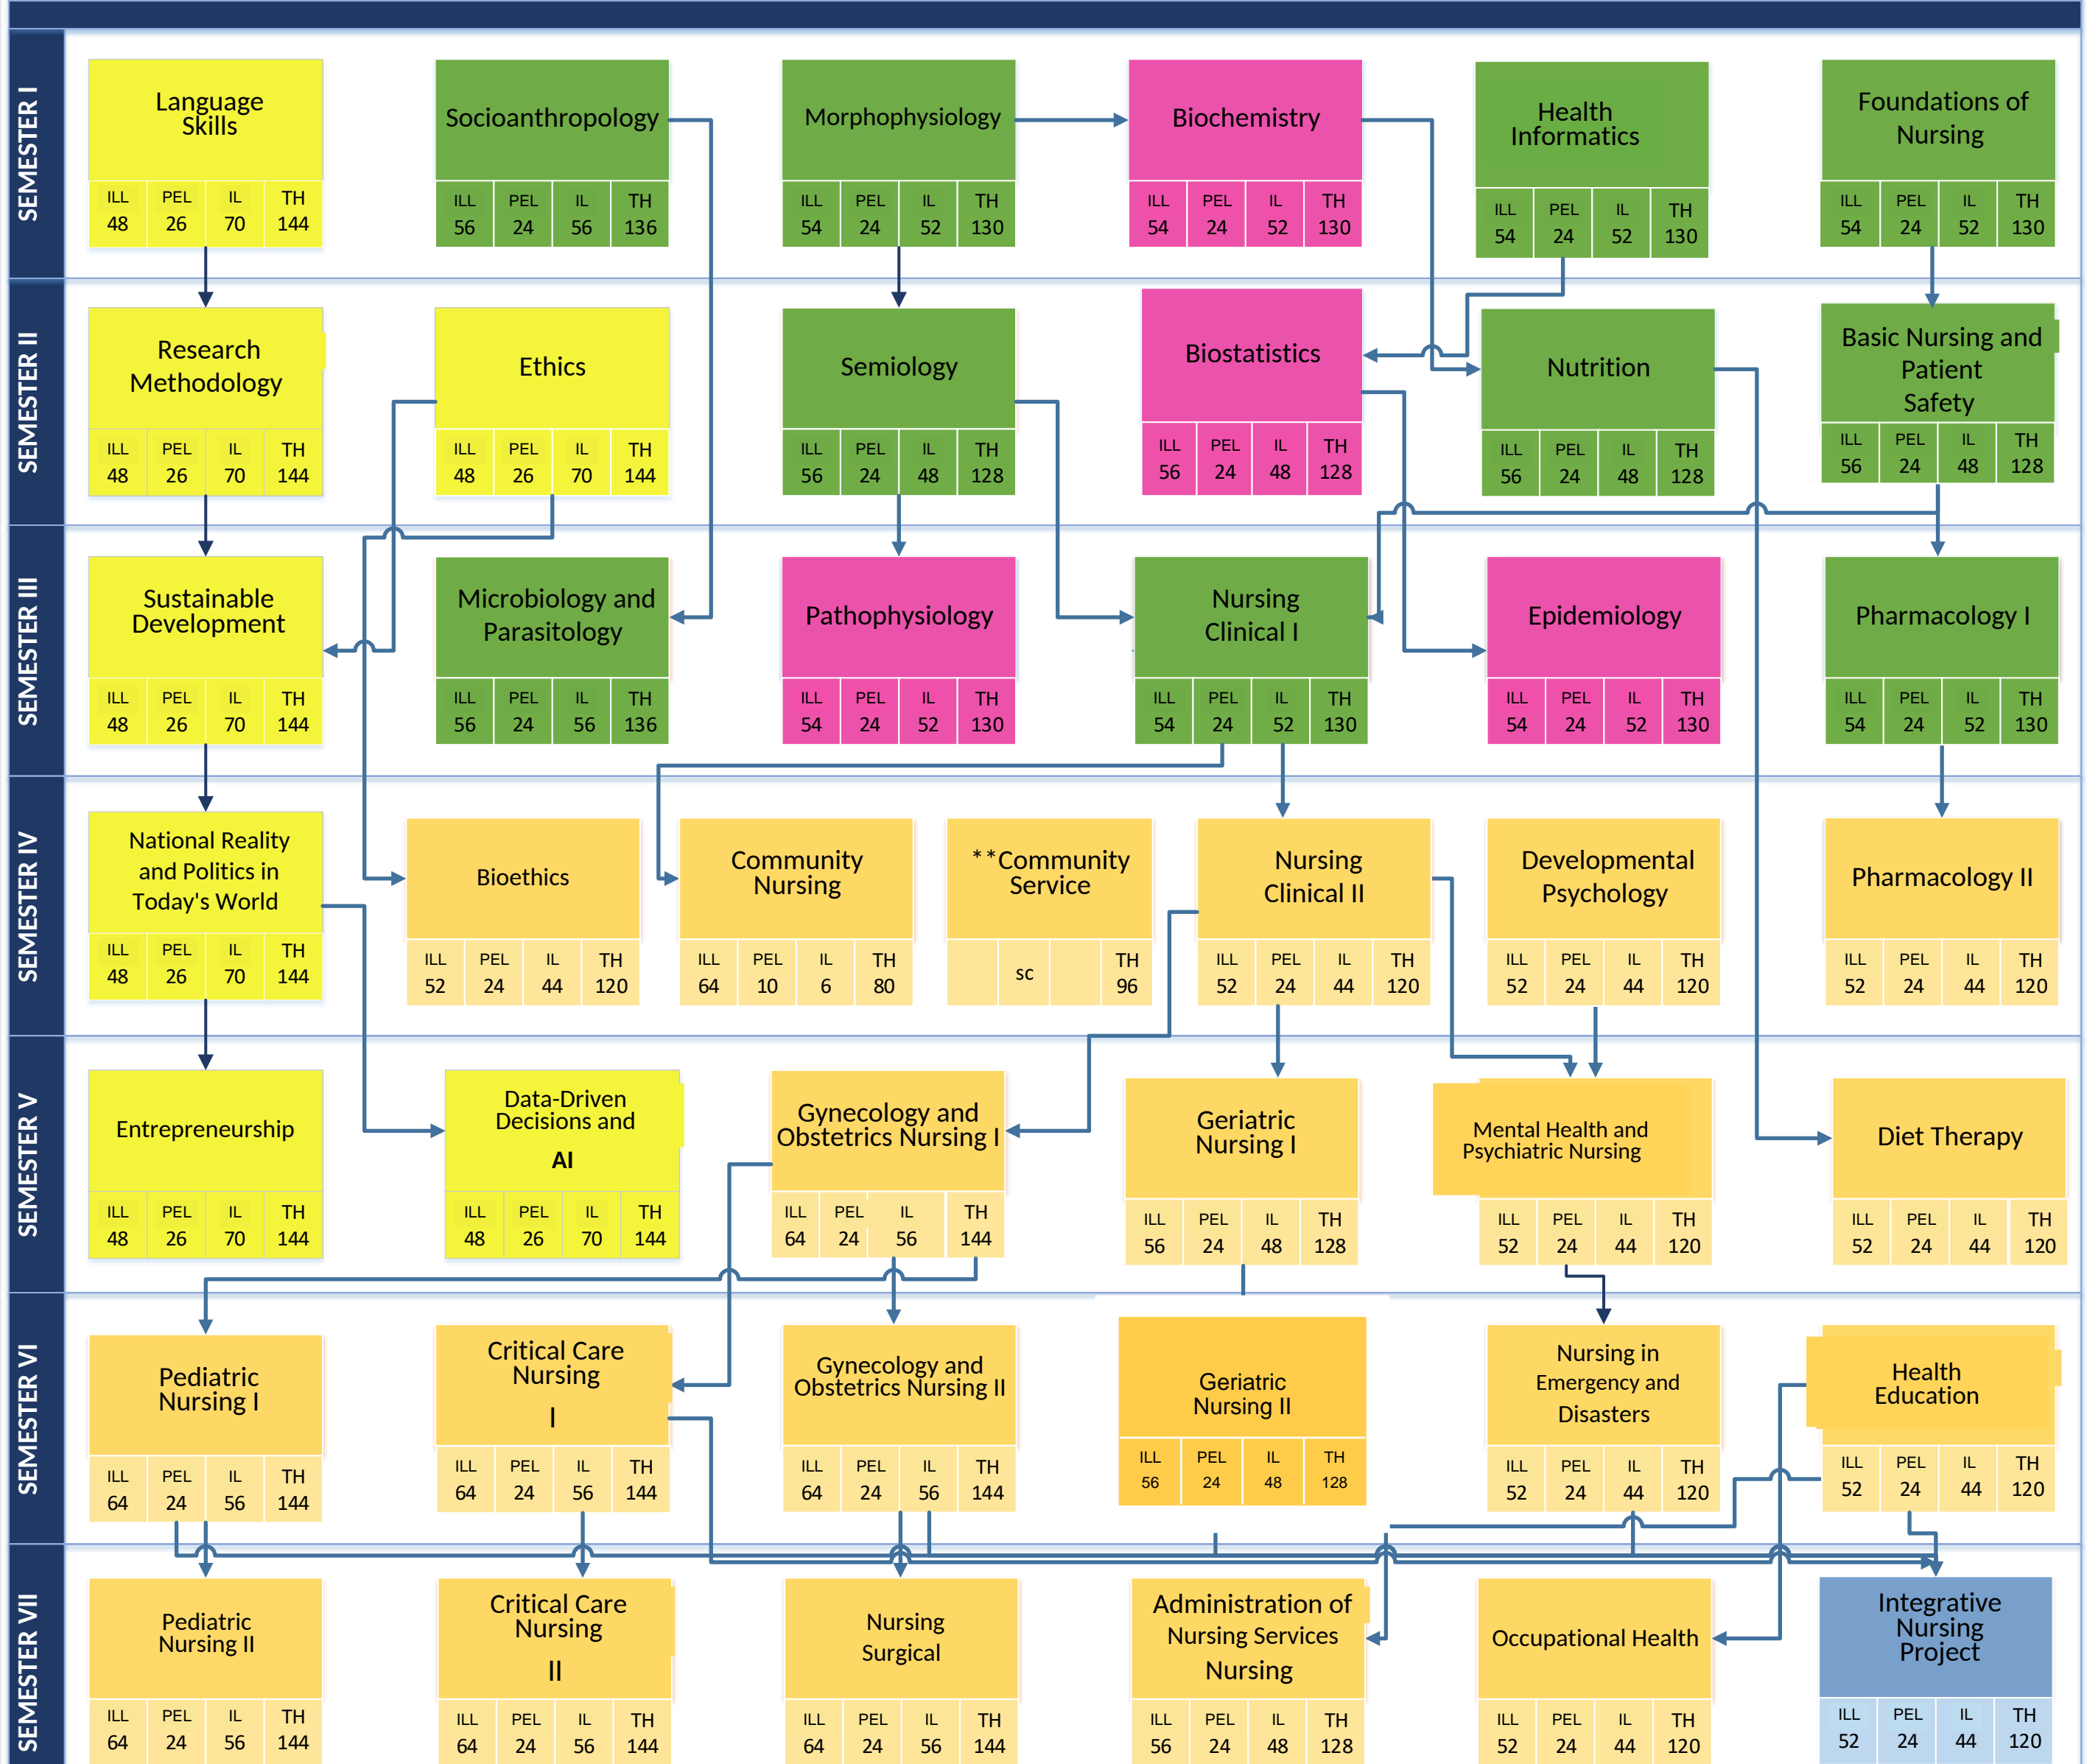 SEMESTER I
Language
Skills
ILL PEL IL TH
48 26 70 144
Socioanthropology
ILL PEL IL TH
56 24 56 136
Morphophysiology
ILL PEL IL TH
54 24 52 130
Biochemistry
ILL PEL IL TH
54 24 52 130
Health
Informatics
ILL PEL IL TH
54 24 52 130
Foundations of
Nursing
ILL PEL IL TH
54 24 52 130
SEMESTER II
Research
Methodology
ILL PEL IL TH
48 26 70 144
Ethics
ILL PEL IL TH
48 26 70 144
Semiology
ILL PEL IL TH
56 24 48 128
Biostatistics
ILL PEL IL TH
56 24 48 128
Nutrition
ILL PEL IL TH
56 24 48 128
Basic Nursing and
Patient
Safety
ILL PEL IL TH
56 24 48 128
SEMESTER III
Sustainable
Development
ILL PEL IL TH
48 26 70 144
Microbiology and
Parasitology
ILL PEL IL TH
56 24 56 136
Pathophysiology
ILL PEL IL TH
54 24 52 130
Nursing
Clinical I
ILL PEL IL TH
54 24 52 130
Epidemiology
ILL PEL IL TH
54 24 52 130
Pharmacology I
ILL PEL IL TH
54 24 52 130
SEMESTER IV
National Reality
and Politics in
Today's World
ILL PEL IL TH
48 26 70 144
Bioethics
ILL PEL IL TH
52 24 44 120
Community
Nursing
ILL PEL IL TH
64 10 6 80
**Community
Service
sc TH
96
Nursing
Clinical II
ILL PEL IL TH
52 24 44 120
Developmental
Psychology
ILL PEL IL TH
52 24 44 120
Pharmacology II
ILL PEL IL TH
52 24 44 120
SEMESTER V
Entrepreneurship
ILL PEL IL TH
48 26 70 144
Data-Driven
Decisions and
AI
ILL PEL IL TH
48 26 70 144
Gynecology and
Obstetrics Nursing I
ILL PEL IL TH
64 24 56 144
Geriatric
Nursing I
ILL PEL IL TH
56 24 48 128
Mental Health and
Psychiatric Nursing
ILL PEL IL TH
52 24 44 120
Diet Therapy
ILL PEL IL TH
52 24 44 120
SEMESTER VI
Pediatric
Nursing I
ILL PEL IL TH
64 24 56 144
Critical Care
Nursing
I
ILL PEL IL TH
64 24 56 144
Gynecology and
Obstetrics Nursing II
ILL PEL IL TH
64 24 56 144
Geriatric
Nursing II
ILL PEL IL TH
56 24 48 128
Nursing in
Emergency and
Disasters
ILL PEL IL TH
52 24 44 120
Health
Education
ILL PEL IL TH
52 24 44 120
SEMESTER VII
Pediatric
Nursing II
ILL PEL IL TH
64 24 56 144
Critical Care
Nursing
II
ILL PEL IL TH
64 24 56 144
Nursing
Surgical
ILL PEL IL TH
64 24 56 144
Administration of
Nursing Services
Nursing
ILL PEL IL TH
56 24 48 128
Occupational Health
ILL PEL IL TH
52 24 44 120
Integrative
Nursing
Project
ILL PEL IL TH
52 24 44 120